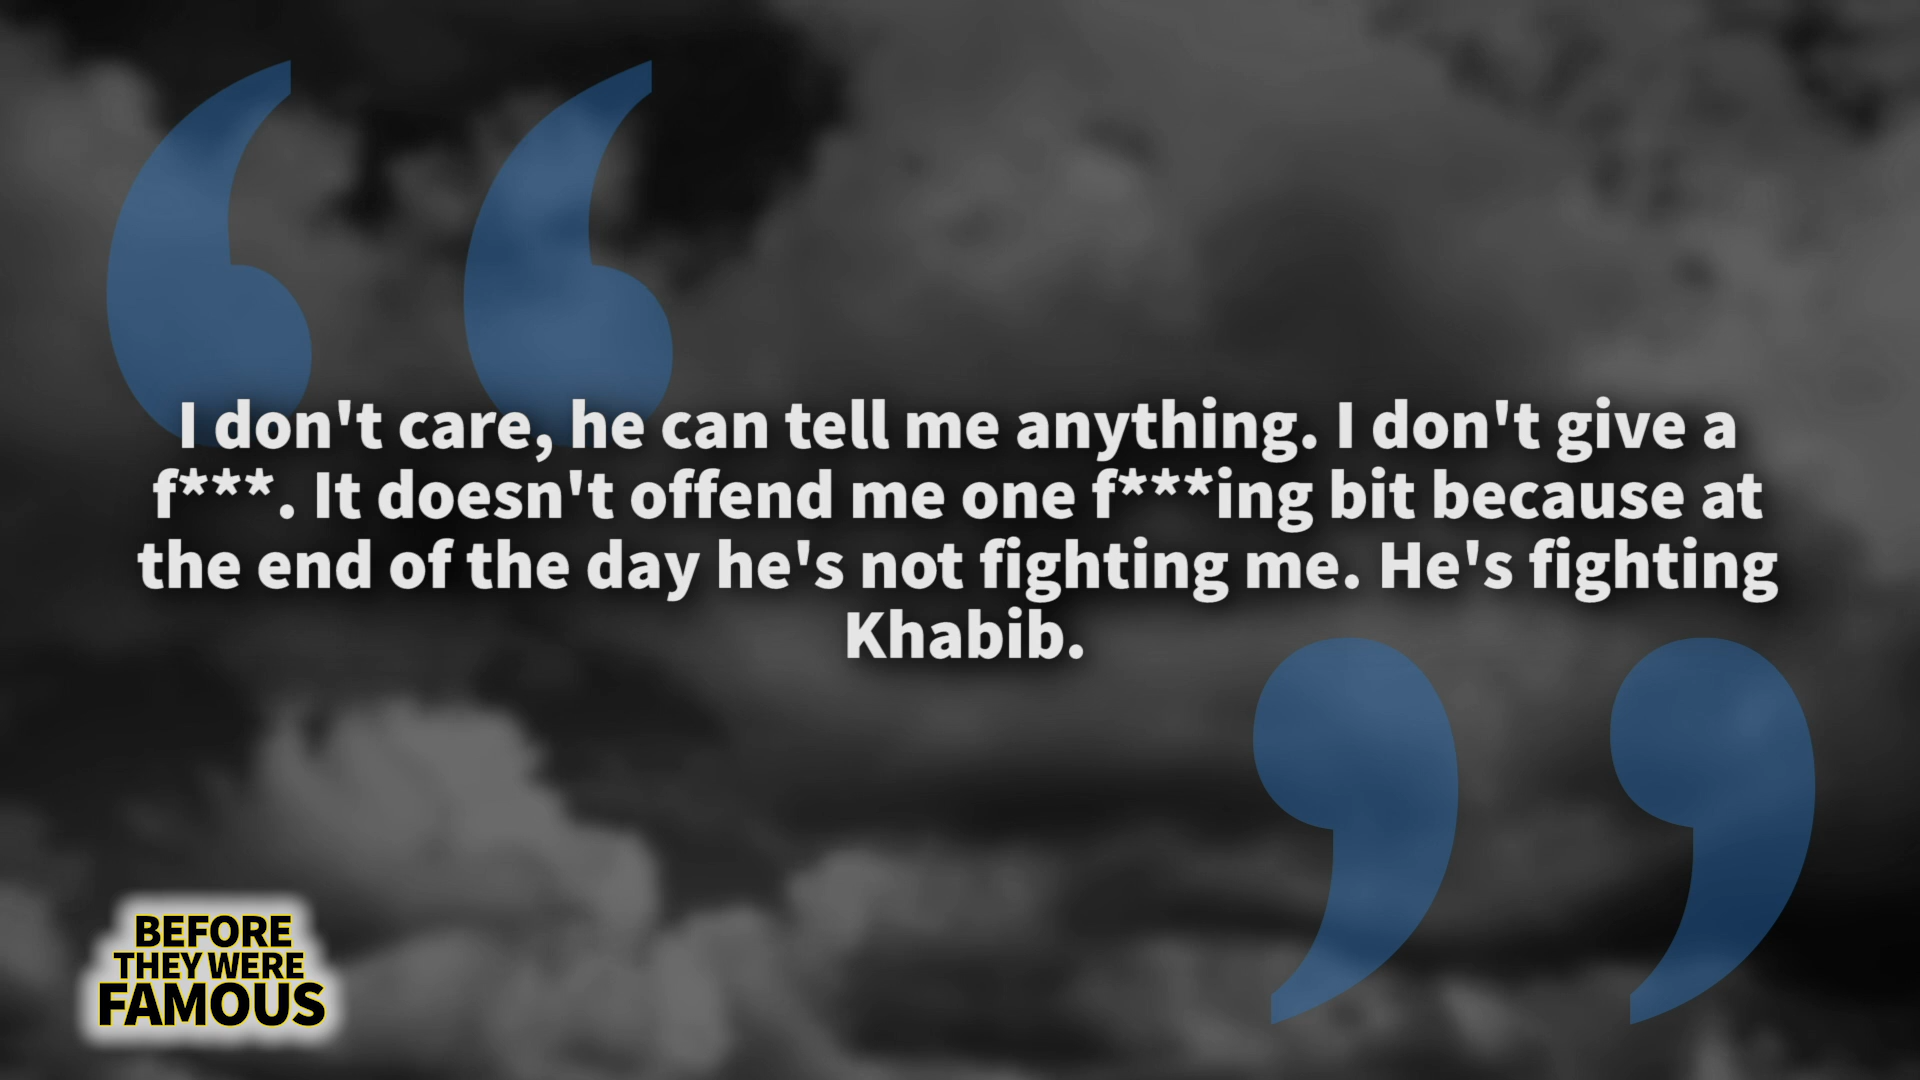 I don't care, he can tell me anything. I don't give a
f***. It doesn't offend me one f***ing bit because at
the end of the day he's not fighting me. He's fighting
Khabib.
BEFORE
THEY WERE
FAMOUS